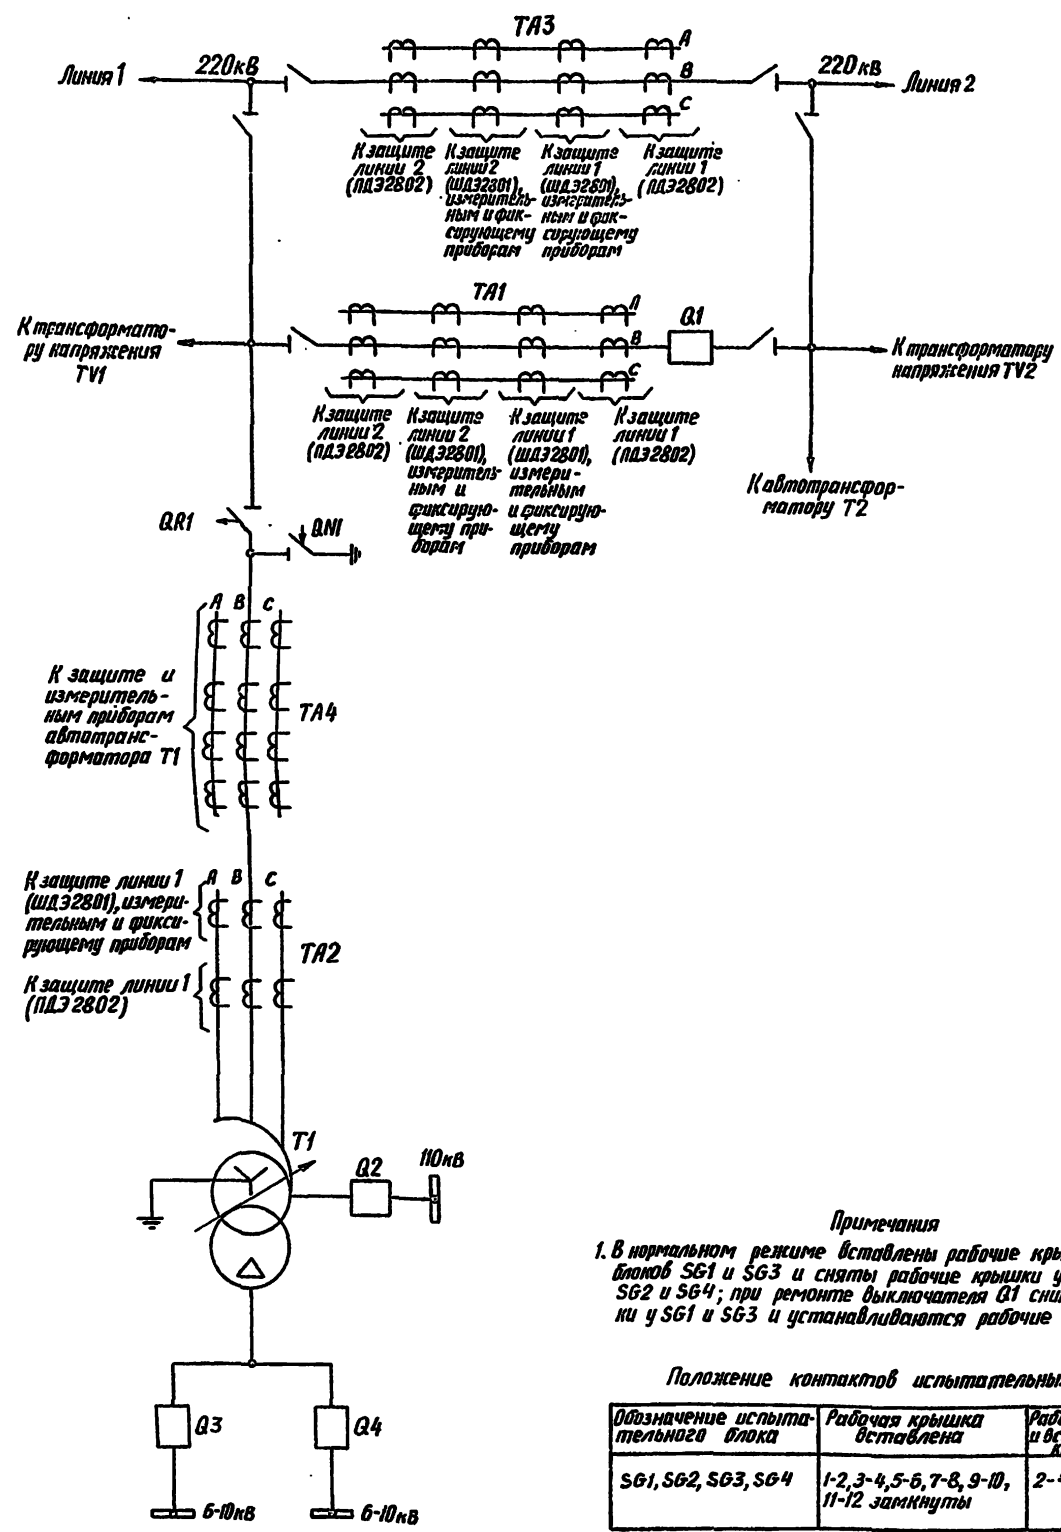 ТА3
A
Линия 1
220кВ
B
220кВ
Линия 2
C
К защите
линии 2
(ПДЭ2802)
К защите
линии 2
(ШДЭ2801),
измеритель-
ным и фик-
сирующему
приборам
К защите
линии 1
(ШДЭ2801),
измеритель-
ным и фик-
сирующему
приборам
К защите
линии 1
(ПДЭ2802)
ТА1
A
К трансформато-
ру напряжения
TV1
B
Q1
К трансформатору
напряжения TV2
C
К защите
линии 2
(ПДЭ2802)
К защите
линии 2
(ШДЭ2801),
измеритель-
ным и
фиксирую-
щему при-
борам
К защите
линии 1
(ШДЭ2801),
измери-
тельным
и фиксирую-
щему
приборам
К защите
линии 1
(ПДЭ2802)
К автотрансфор-
матору Т2
QR1
QN1
A B C
К защите и
измеритель-
ным приборам
автотранс-
форматора Т1
ТА4
К защите линии 1
(ШДЭ2801), измери-
тельным и фикси-
рующему приборам
A B C
ТА2
К защите линии 1
(ПДЭ2802)
Т1
Q2
110кВ
Q3
Q4
6-10кВ
6-10кВ
Примечания
1. В нормальном режиме вставлены рабочие кры
блоков SG1 и SG3 и сняты рабочие крышки у
SG2 и SG4; при ремонте выключателя Q1 сни
ки у SG1 и SG3 и устанавливаются рабочие
Положение контактов испытательны
Обозначение испыта-
тельного блока
Рабочая крышка
вставлена
Раб
и вс
SG1, SG2, SG3, SG4
1-2,3-4,5-6,7-8,9-10,
11-12 замкнуты
2-